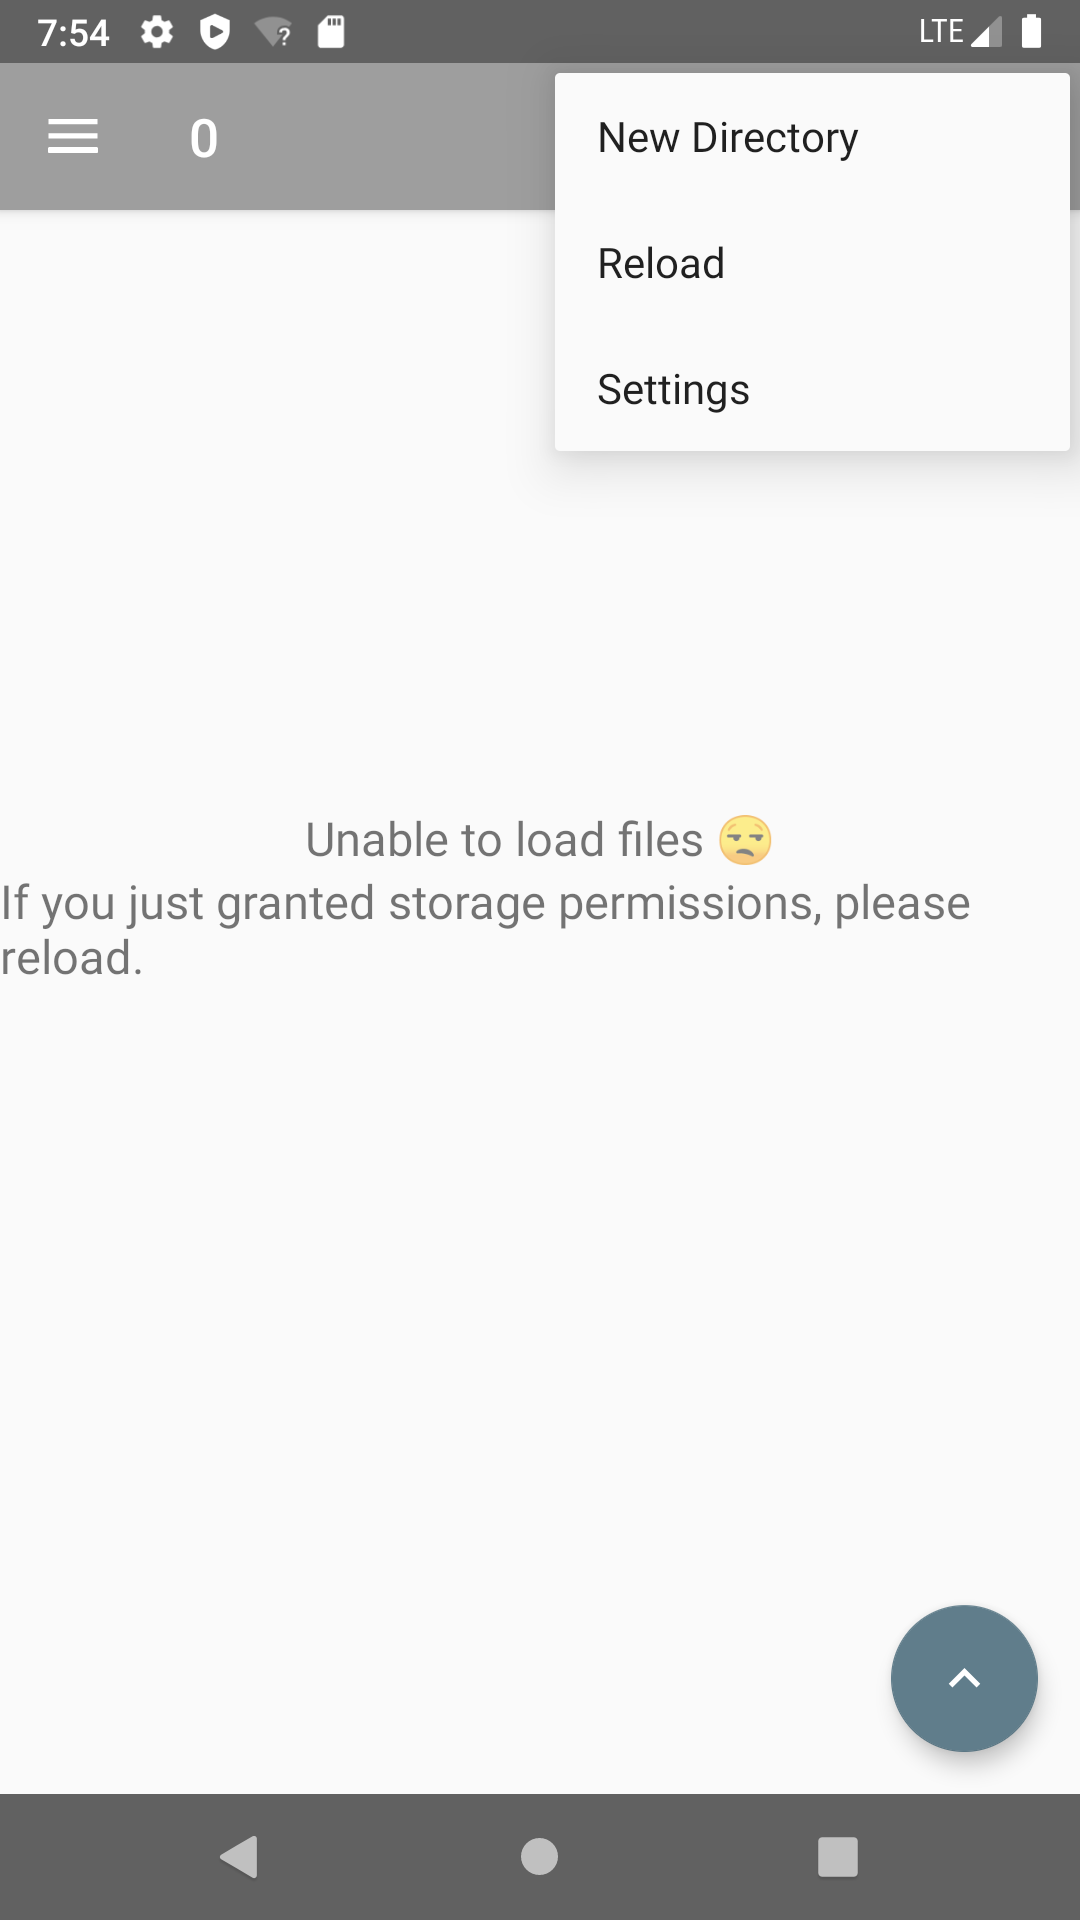 7:54
LTE
0
New Directory
Reload
Settings
Unable to load files 😒
If you just granted storage permissions, please
reload.